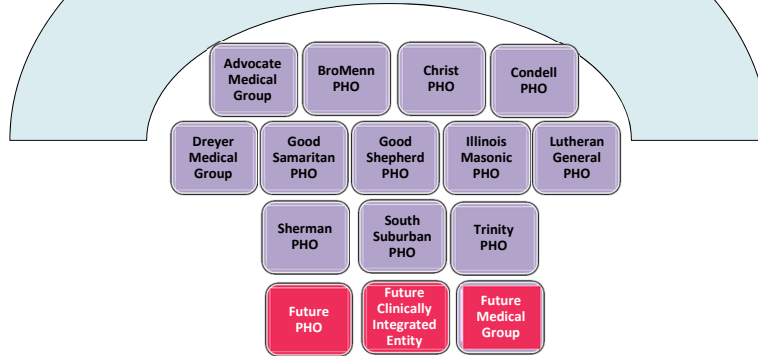 Advocate
Medical
Group
BroMenn
PHO
Christ
PHO
Condell
PHO
Dreyer
Medical
Group
Good
Samaritan
PHO
Good
Shepherd
PHO
Illinois
Masonic
PHO
Lutheran
General
PHO
Sherman
PHO
South
Suburban
PHO
Trinity
PHO
Future
PHO
Future
Clinically
Integrated
Entity
Future
Medical
Group